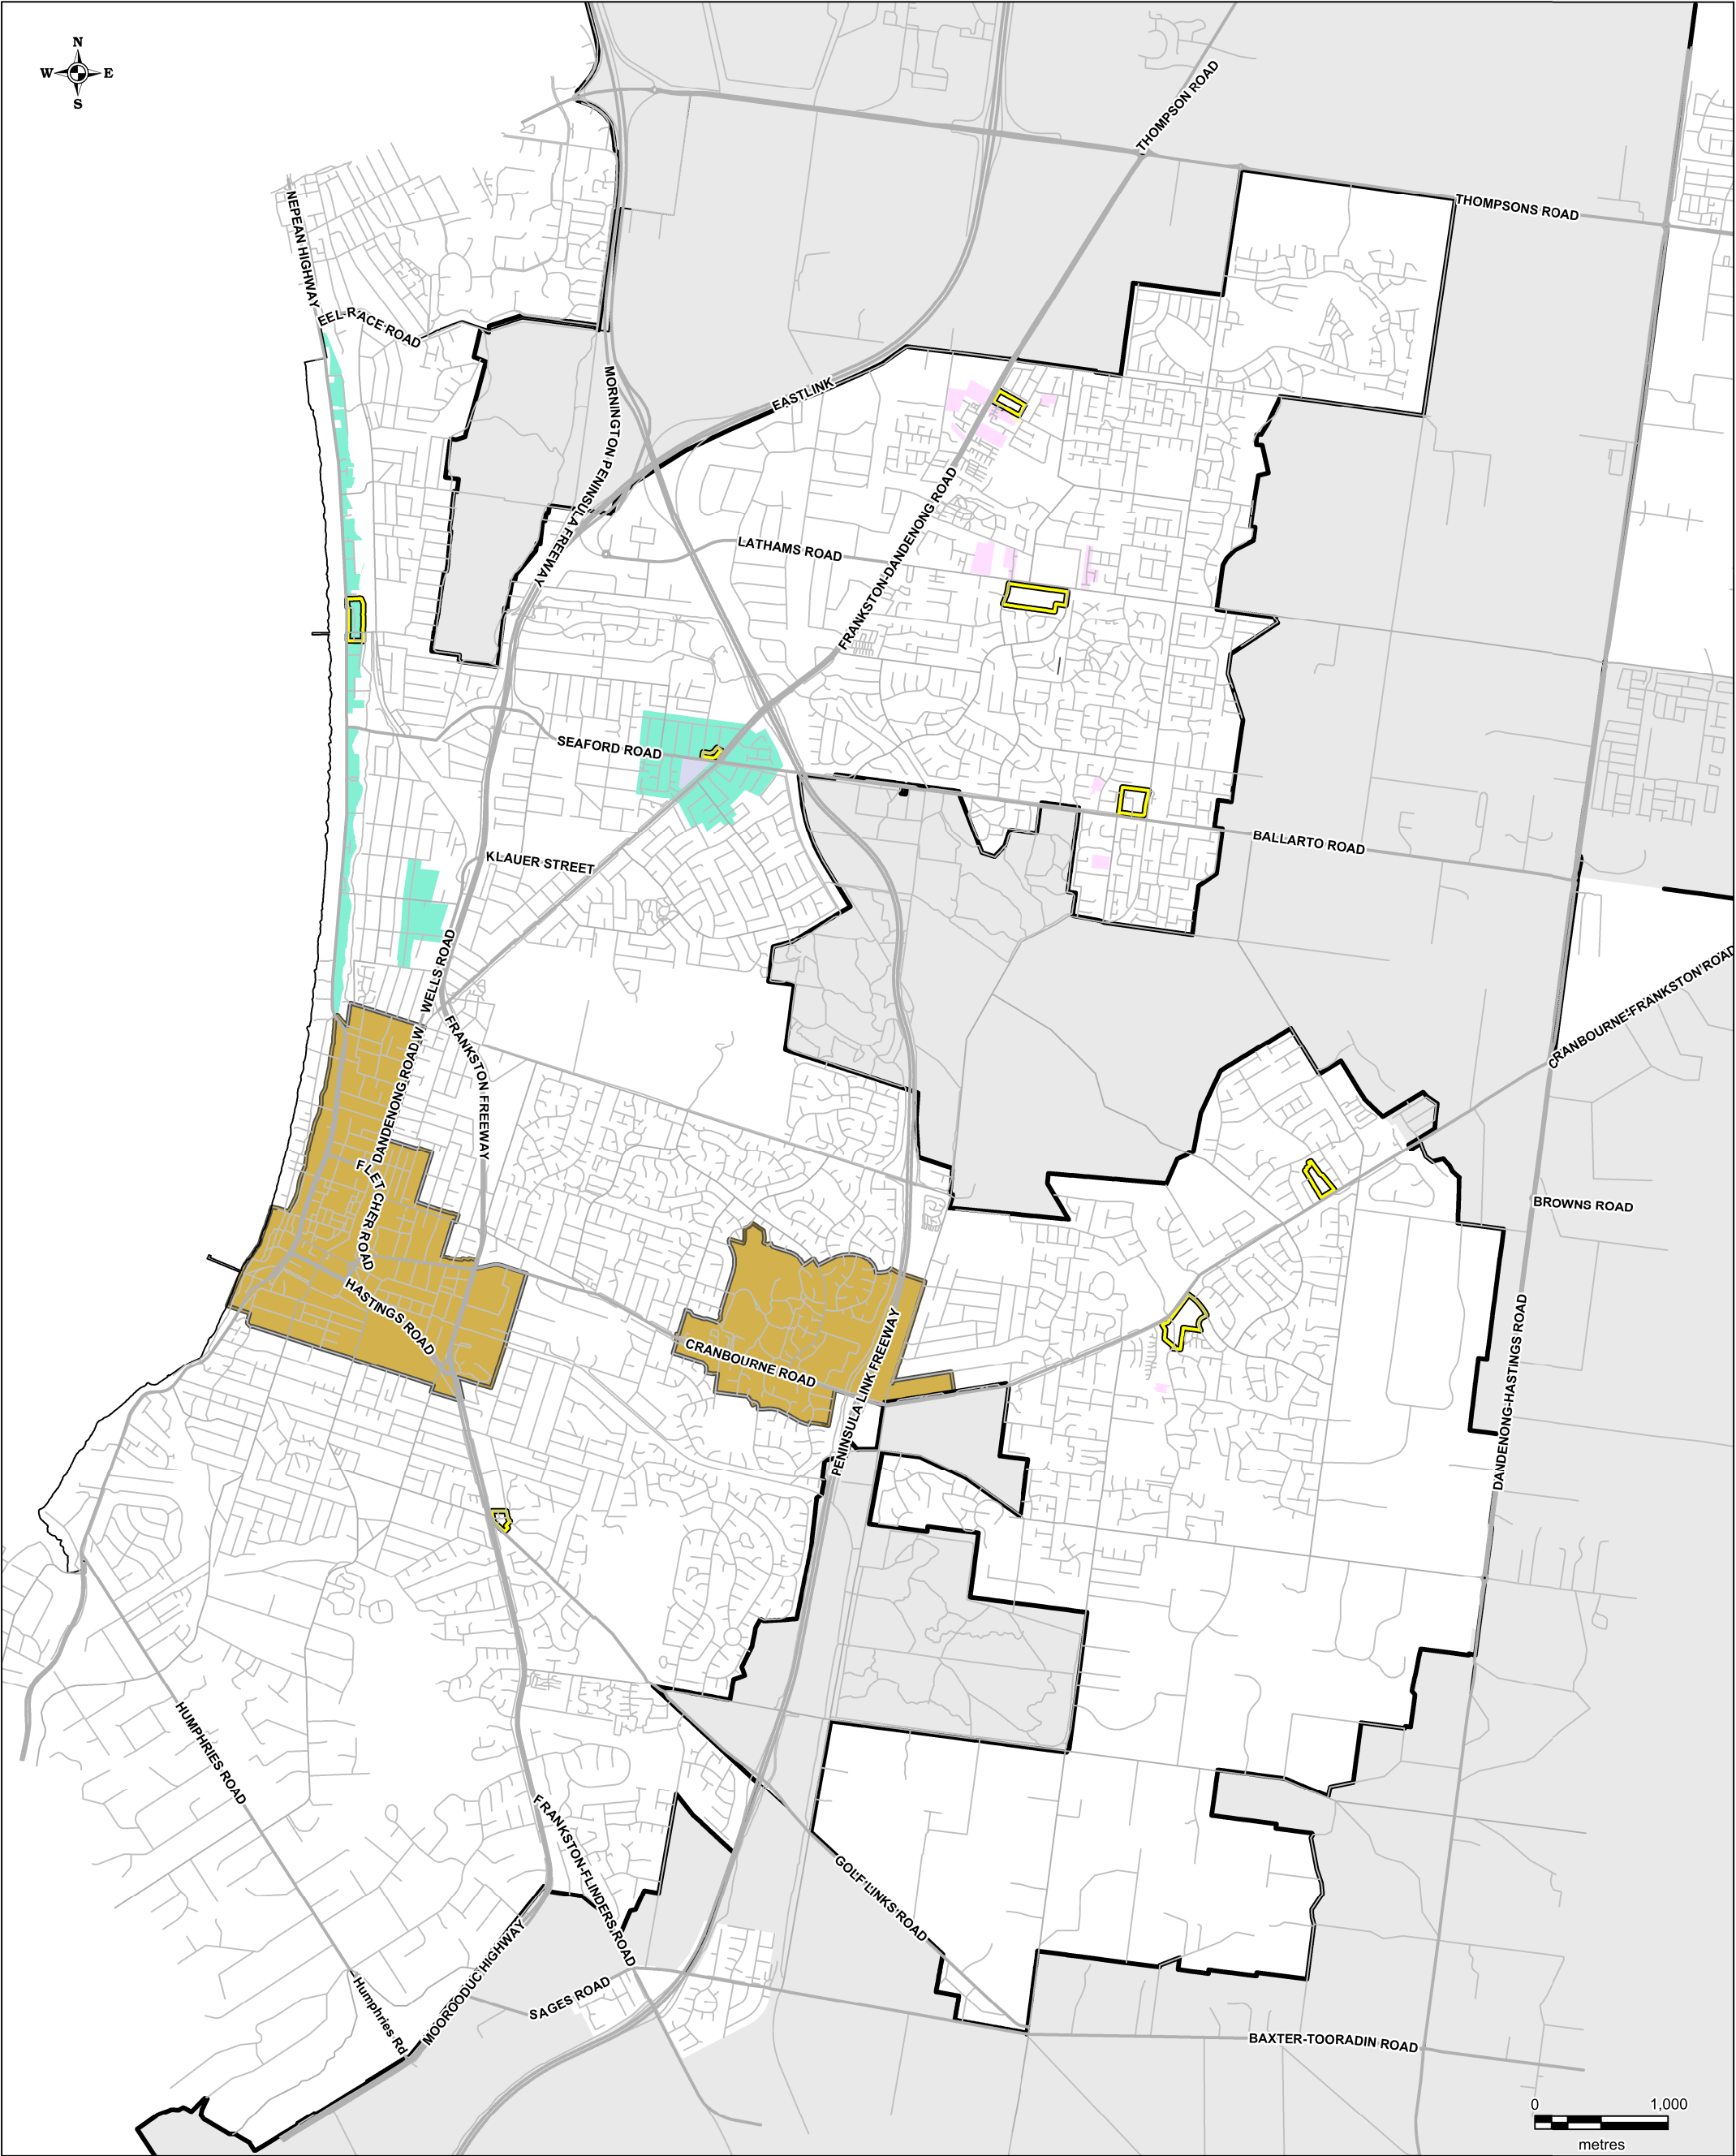 N
W E
S
THOMPSON ROAD
THOMPSONS ROAD
NEPEAN HIGHWAY
EEL RACE ROAD
MORNINGTON PENINSULA FREEWAY
EASTLINK
FRANKSTON-DANDENONG ROAD
LATHAMS ROAD
SEAFORD ROAD
BALLARTO ROAD
KLAUER STREET
WELLS ROAD
CRANBOURNE-FRANKSTON ROAD
FRANKSTON FREEWAY
DANDENONG ROAD W
FLETCHER ROAD
BROWNS ROAD
HASTINGS ROAD
CRANBOURNE ROAD
PENINSULA LINK FREEWAY
DANDENONG-HASTINGS ROAD
HUMPHRIES ROAD
FRANKSTON-FLINDERS ROAD
GOLF LINKS ROAD
MOOROODUC HIGHWAY
Humphries Rd
SAGES ROAD
BAXTER-TOORADIN ROAD
0 1,000
metres